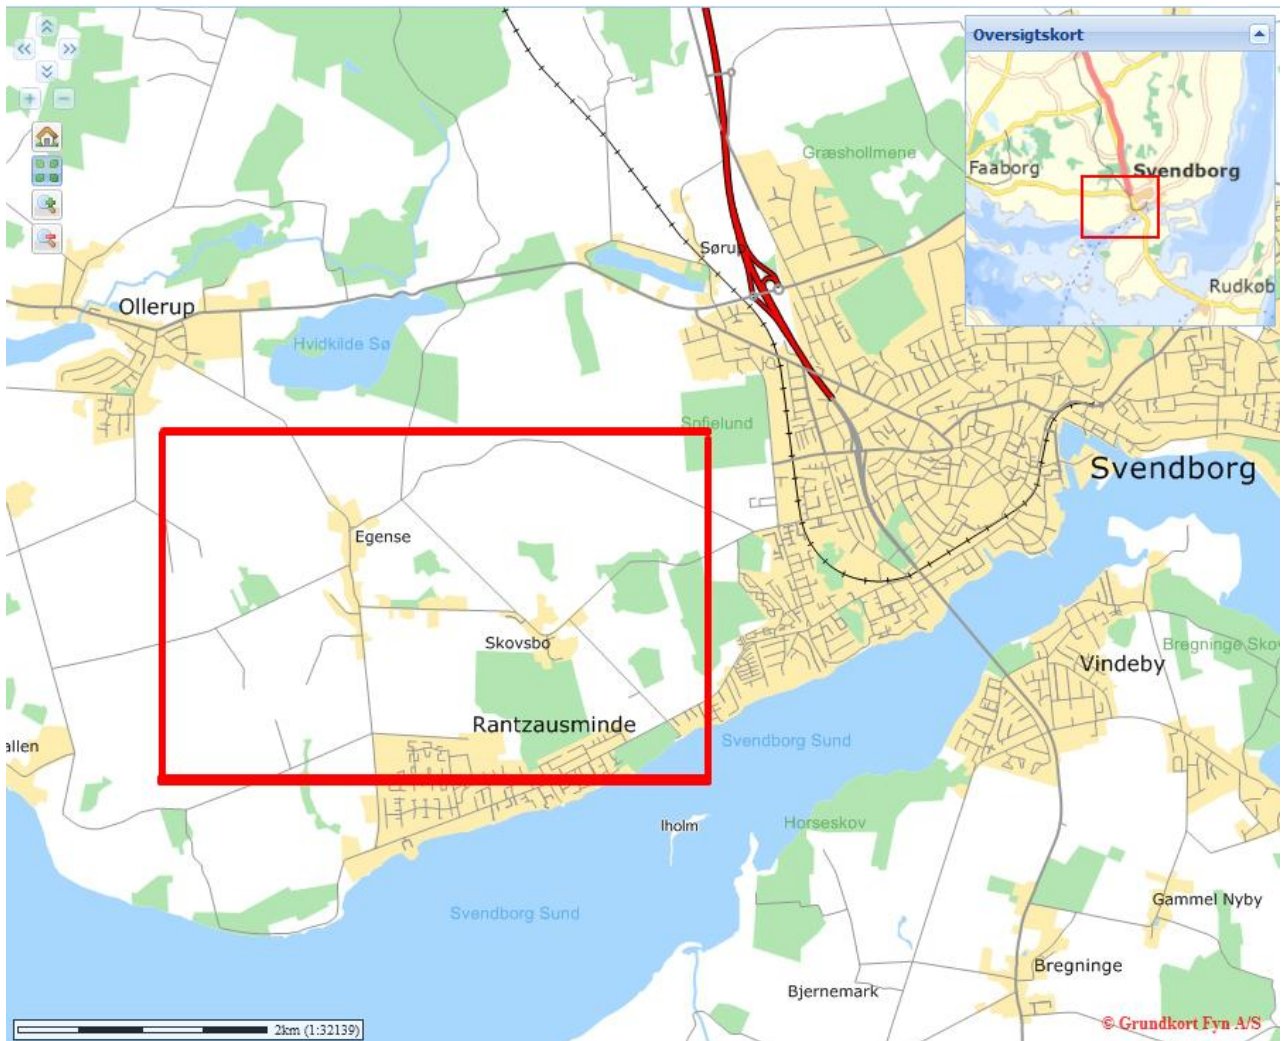 Oversigtskort
Græshollmene
Faaborg
Svendborg
Sørup
Rudkøb
Ollerup
Hvidkilde Sø
Sofielund
Svendborg
Egense
Skovsbo
Bregninge Sko
Vindeby
Rantzausminde
allen
Svendborg Sund
Iholm
Horseskov
Svendborg Sund
Gammel Nyby
Bregninge
Bjernemark
2km (1:32139)
© Grundkort Fyn A/S